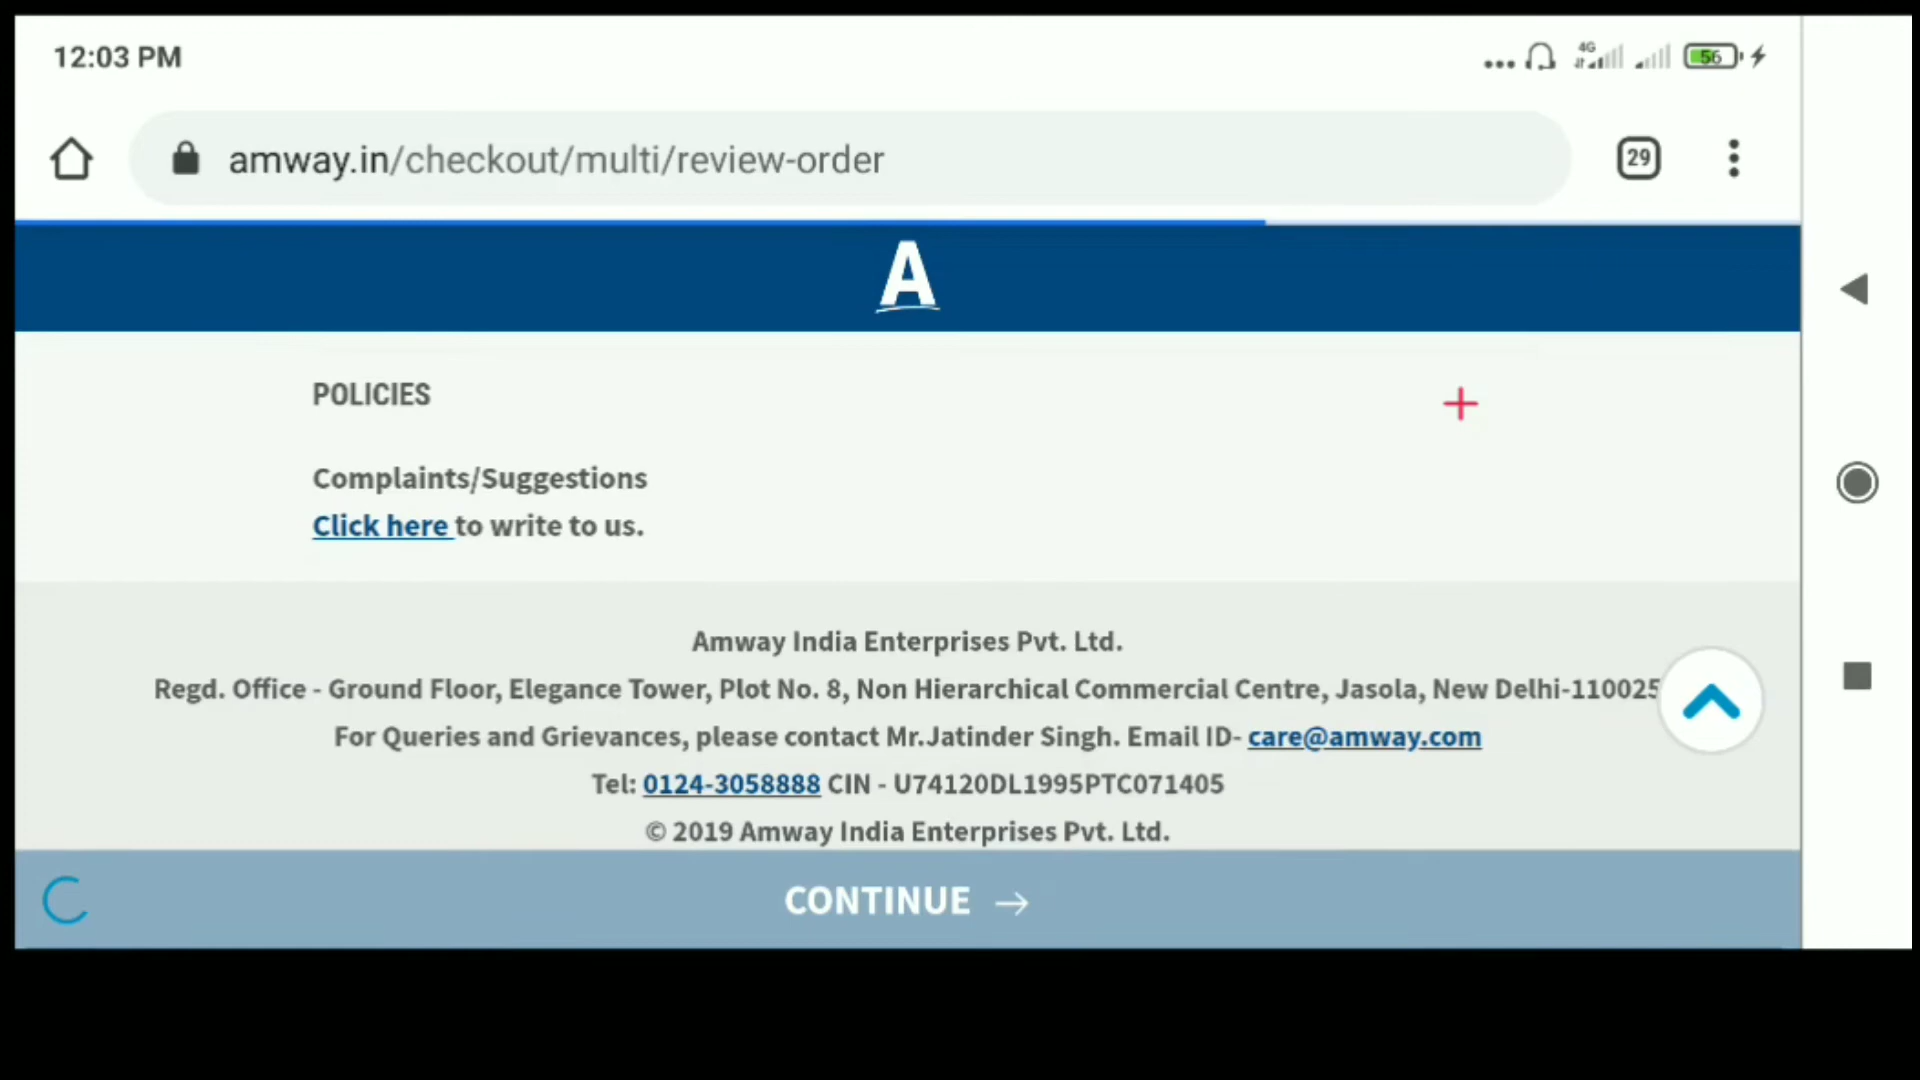 12:03 PM
4G
56
amway.in/checkout/multi/review-order
29
A
POLICIES
Complaints/Suggestions
Click here to write to us.
Amway India Enterprises Pvt. Ltd.
Regd. Office - Ground Floor, Elegance Tower, Plot No. 8, Non Hierarchical Commercial Centre, Jasola, New Delhi-110025
For Queries and Grievances, please contact Mr.Jatinder Singh. Email ID- care@amway.com
Tel: 0124-3058888 CIN - U74120DL1995PTC071405
© 2019 Amway India Enterprises Pvt. Ltd.
CONTINUE →